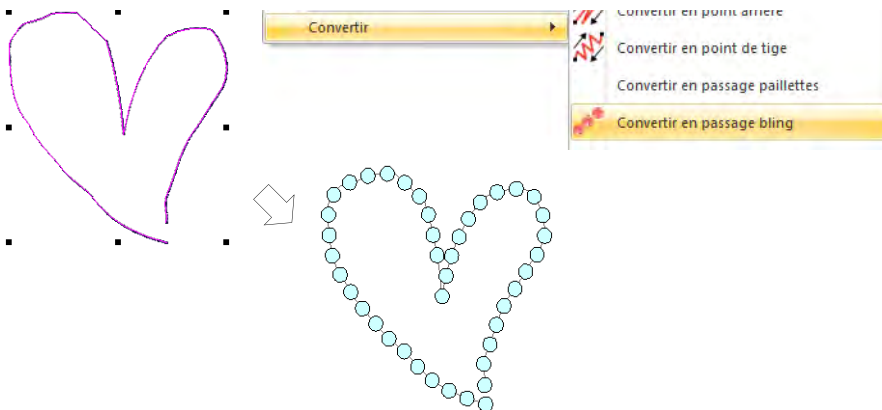 Convertir
Convertir en point arrière
Convertir en point de tige
Convertir en passage paillettes
Convertir en passage bling